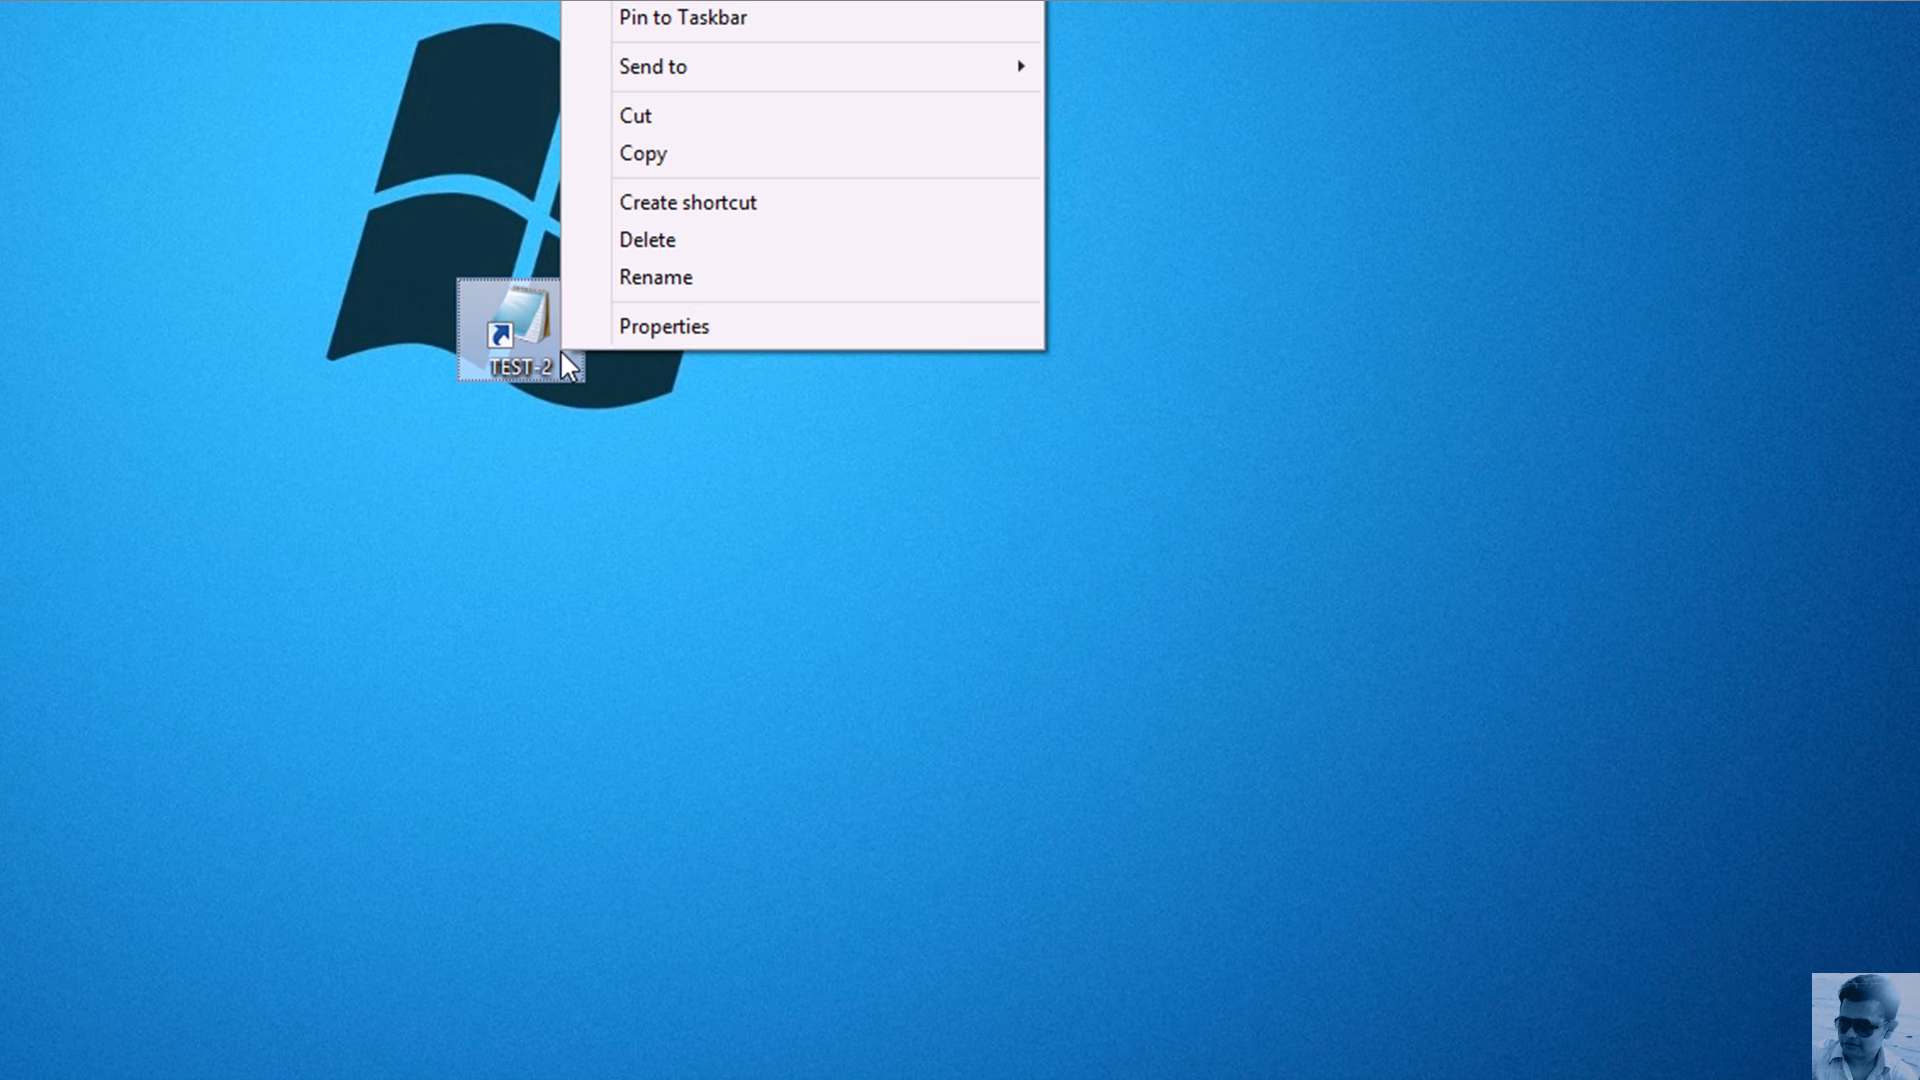 Pin to Taskbar
Send to
Cut
Copy
Create shortcut
Delete
Rename
Properties
TEST-2